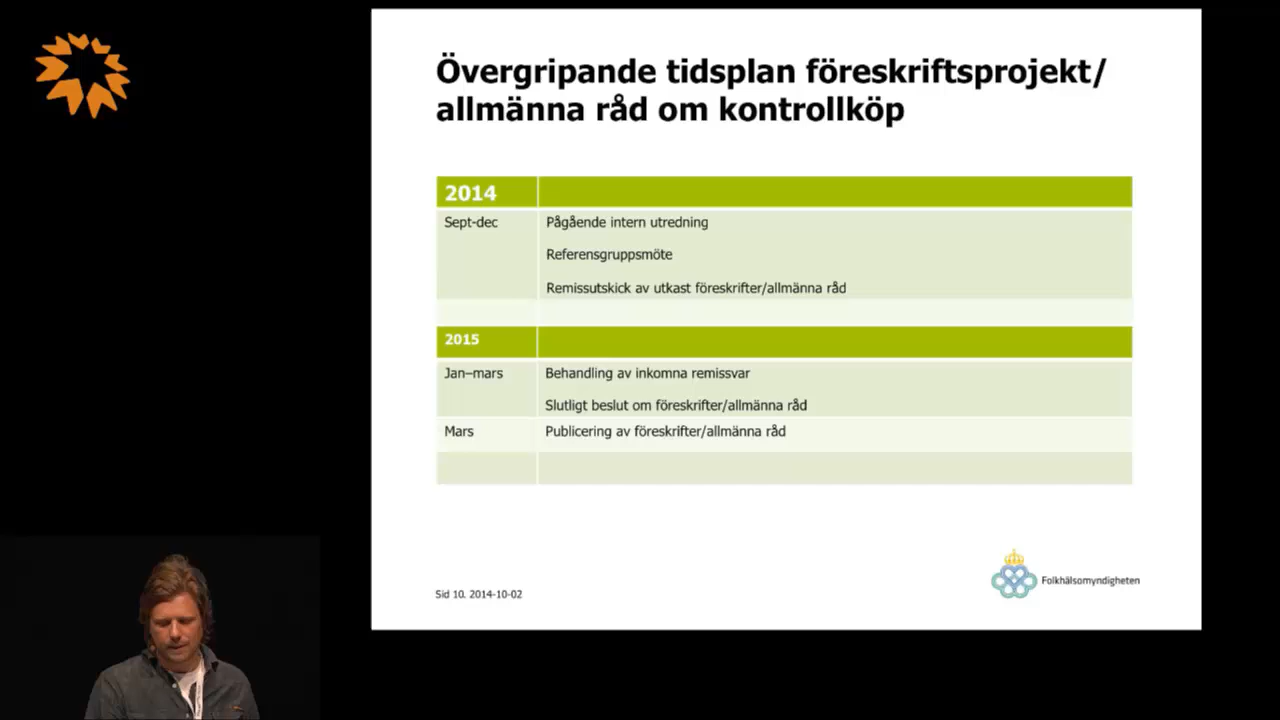 Övergripande tidsplan föreskriftsprojekt/
allmänna råd om kontrollköp
2014
Sept-dec
Pågående intern utredning
Referensgruppsmöte
Remissutskick av utkast föreskrifter/allmänna råd
2015
Jan–mars
Behandling av inkomna remissvar
Slutligt beslut om föreskrifter/allmänna råd
Mars
Publicering av föreskrifter/allmänna råd
Sid 10. 2014-10-02
Folkhälsomyndigheten